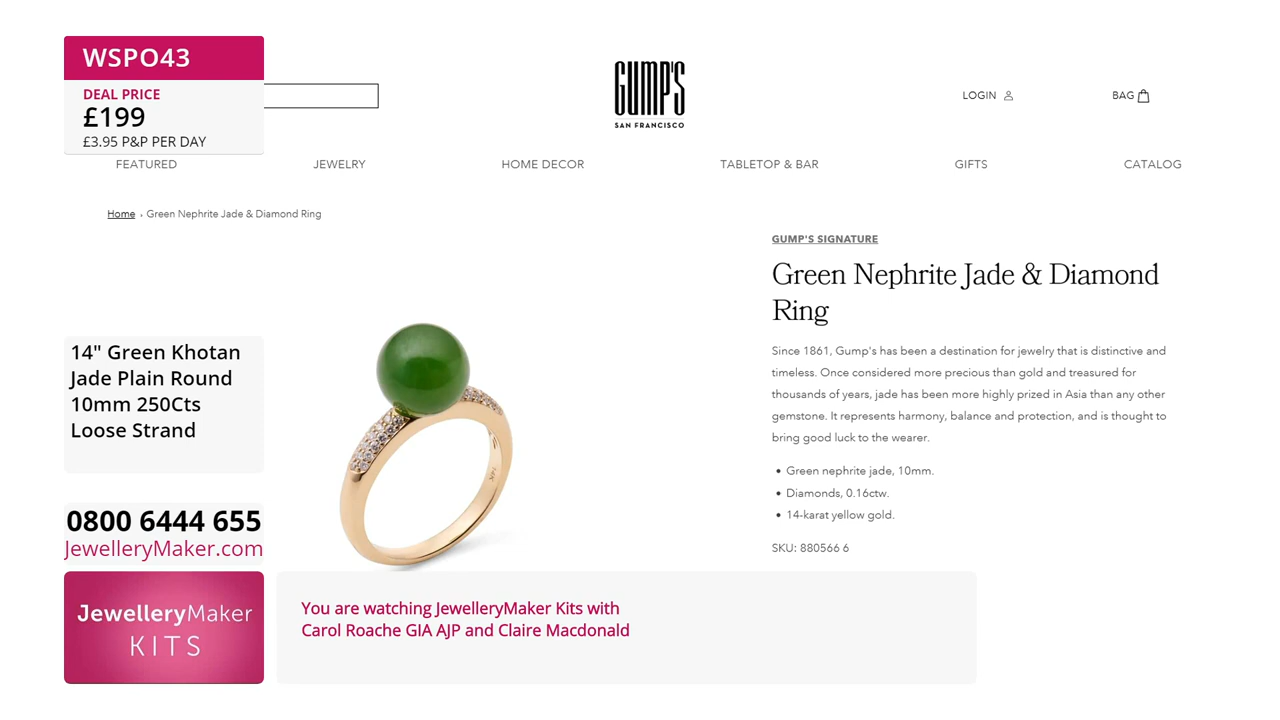 WSPO43
DEAL PRICE
£199
£3.95 P&P PER DAY
GUMP'S
SAN FRANCISCO
LOGIN
BAG
FEATURED
JEWELRY
HOME DECOR
TABLETOP & BAR
GIFTS
CATALOG
Home › Green Nephrite Jade & Diamond Ring
GUMP'S SIGNATURE
Green Nephrite Jade & Diamond
Ring
Since 1861, Gump's has been a destination for jewelry that is distinctive and
timeless. Once considered more precious than gold and treasured for
thousands of years, jade has been more highly prized in Asia than any other
gemstone. It represents harmony, balance and protection, and is thought to
bring good luck to the wearer.
• Green nephrite jade, 10mm.
• Diamonds, 0.16ctw.
• 14-karat yellow gold.
SKU: 880566 6
14" Green Khotan
Jade Plain Round
10mm 250Cts
Loose Strand
14K
0800 6444 655
JewelleryMaker.com
JewelleryMaker
KITS
You are watching JewelleryMaker Kits with
Carol Roache GIA AJP and Claire Macdonald